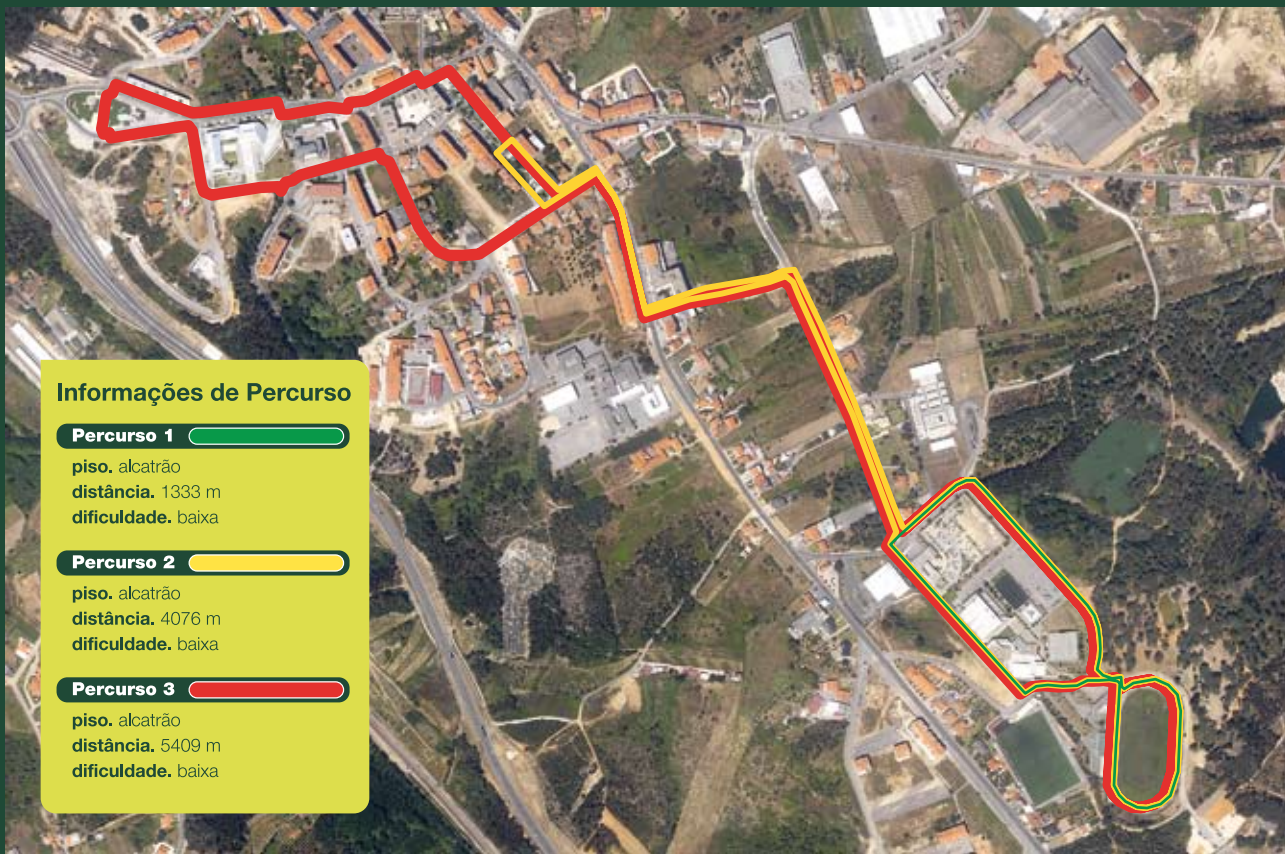 Informações de Percurso
Percurso 1
piso. alcatrão
distância. 1333 m
dificuldade. baixa
Percurso 2
piso. alcatrão
distância. 4076 m
dificuldade. baixa
Percurso 3
piso. alcatrão
distância. 5409 m
dificuldade. baixa